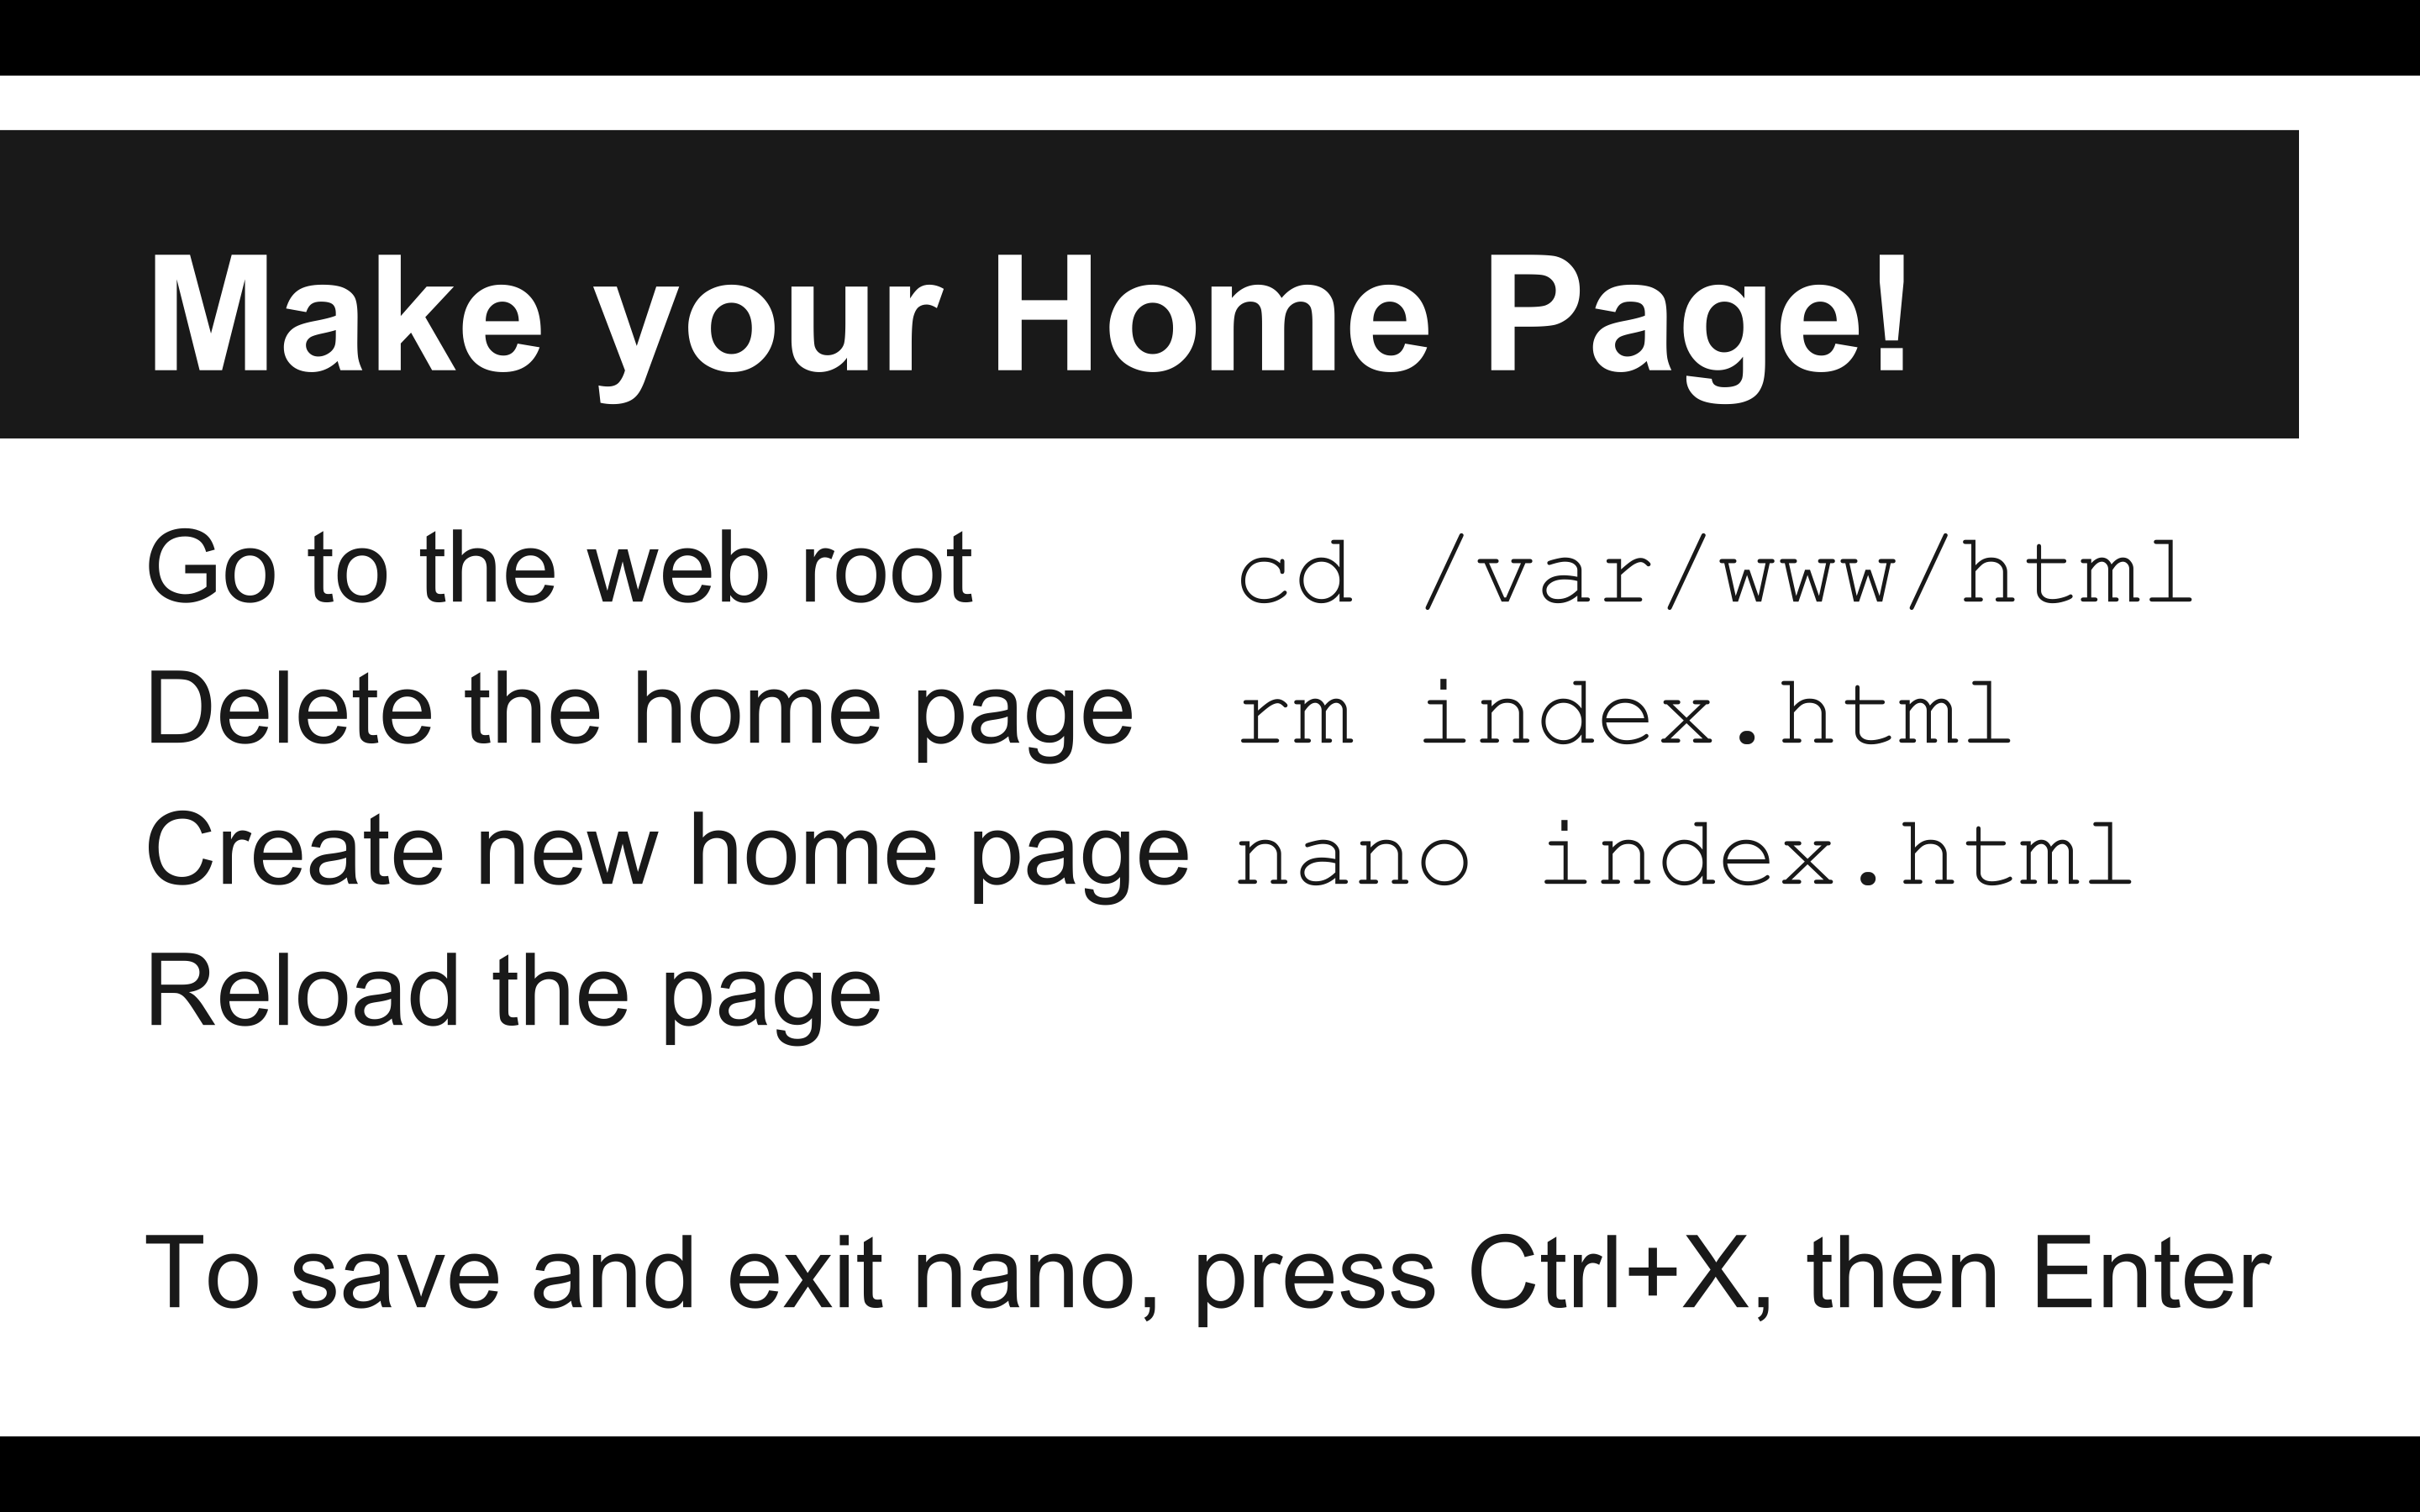 Make your Home Page!
Go to the web root cd /var/www/html
Delete the home page rm index.html
Create new home page nano index.html
Reload the page
To save and exit nano, press Ctrl+X, then Enter